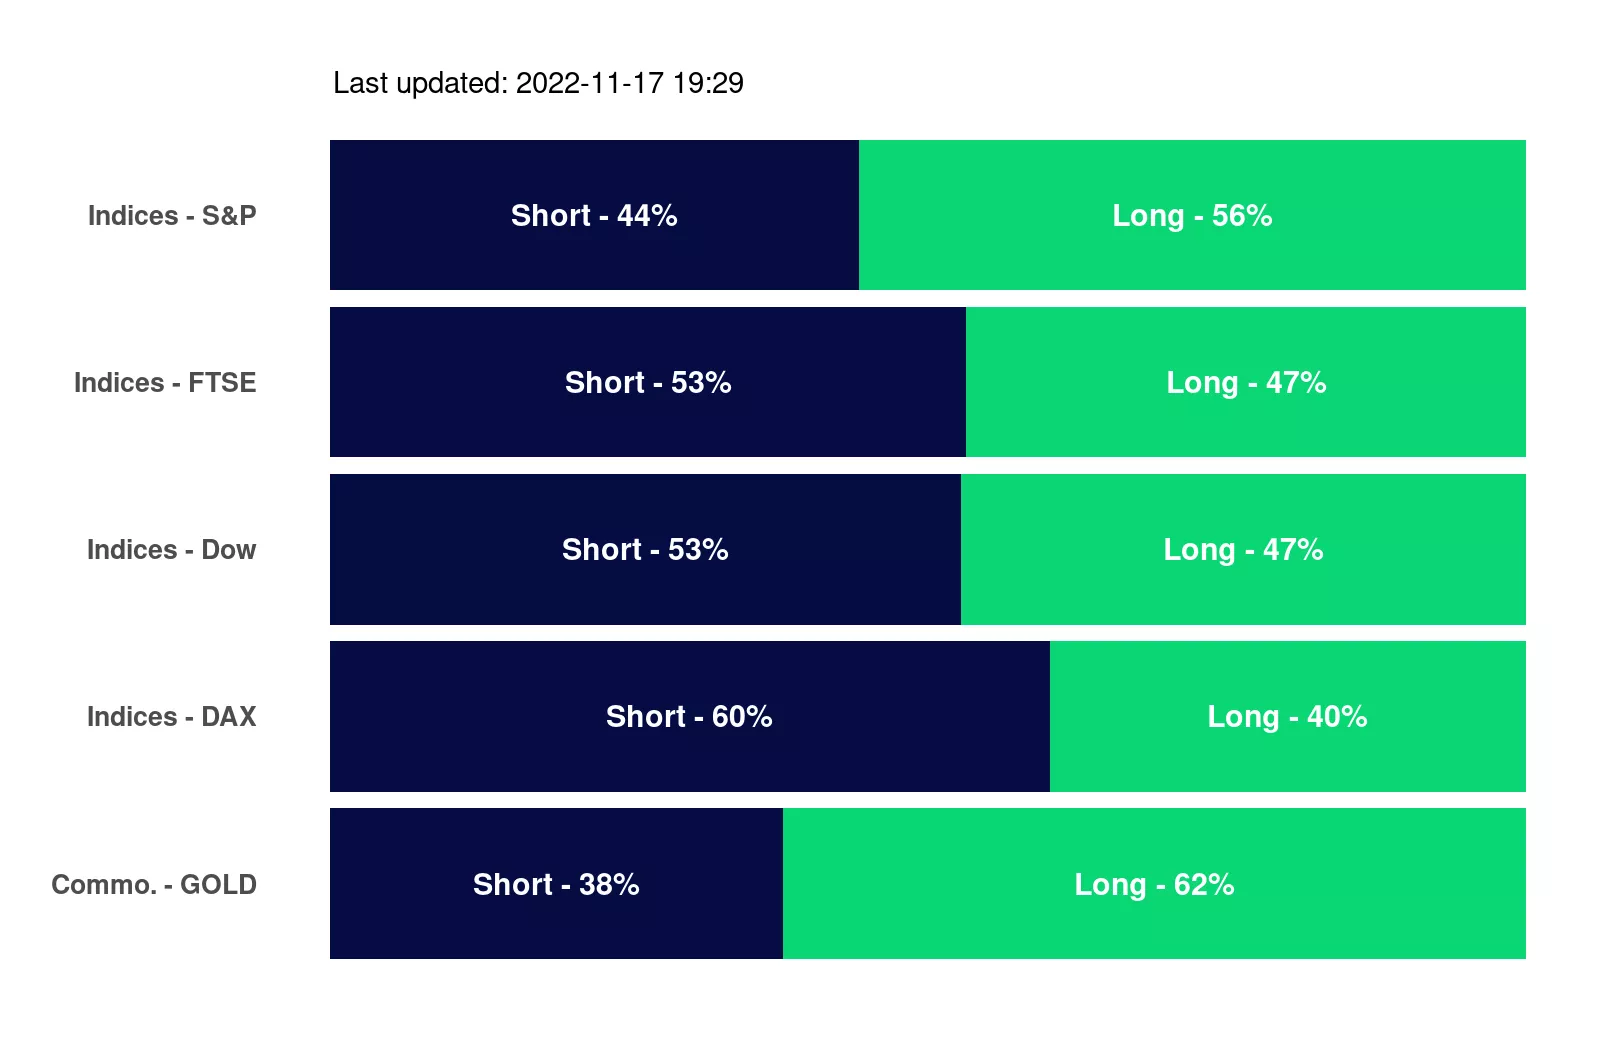 Last updated: 2022-11-17 19:29
Indices - S&P Short - 44% Long - 56%
Indices - FTSE Short - 53% Long - 47%
Indices - Dow Short - 53% Long - 47%
Indices - DAX Short - 60% Long - 40%
Commo. - GOLD Short - 38% Long - 62%